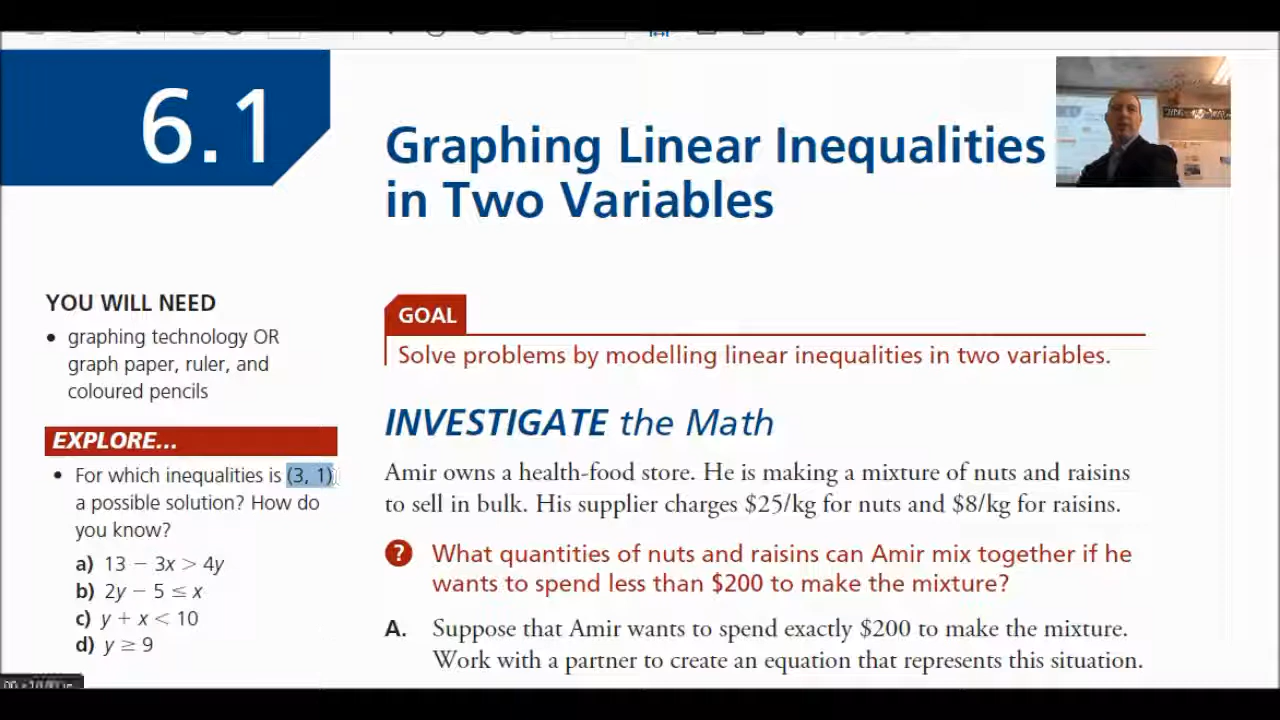 6.1
Graphing Linear Inequalities
in Two Variables
YOU WILL NEED
• graphing technology OR
graph paper, ruler, and
coloured pencils
EXPLORE...
• For which inequalities is (3, 1)
a possible solution? How do
you know?
a) 13 − 3x > 4y
b) 2y − 5 ≤ x
c) y + x < 10
d) y ≥ 9
GOAL
Solve problems by modelling linear inequalities in two variables.
INVESTIGATE the Math
Amir owns a health-food store. He is making a mixture of nuts and raisins
to sell in bulk. His supplier charges $25/kg for nuts and $8/kg for raisins.
? What quantities of nuts and raisins can Amir mix together if he
wants to spend less than $200 to make the mixture?
A. Suppose that Amir wants to spend exactly $200 to make the mixture.
Work with a partner to create an equation that represents this situation.